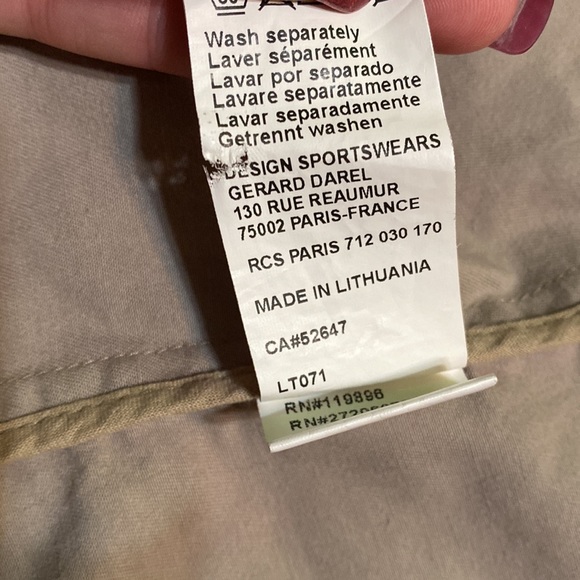 Wash separately
Laver séparément
Lavar por separado
Lavare separatamente
Lavar separadamente
Getrennt waschen
DESIGN SPORTSWEARS
GERARD DAREL
130 RUE REAUMUR
75002 PARIS-FRANCE
RCS PARIS 712 030 170
MADE IN LITHUANIA
CA#52647
LT071
RN#119896